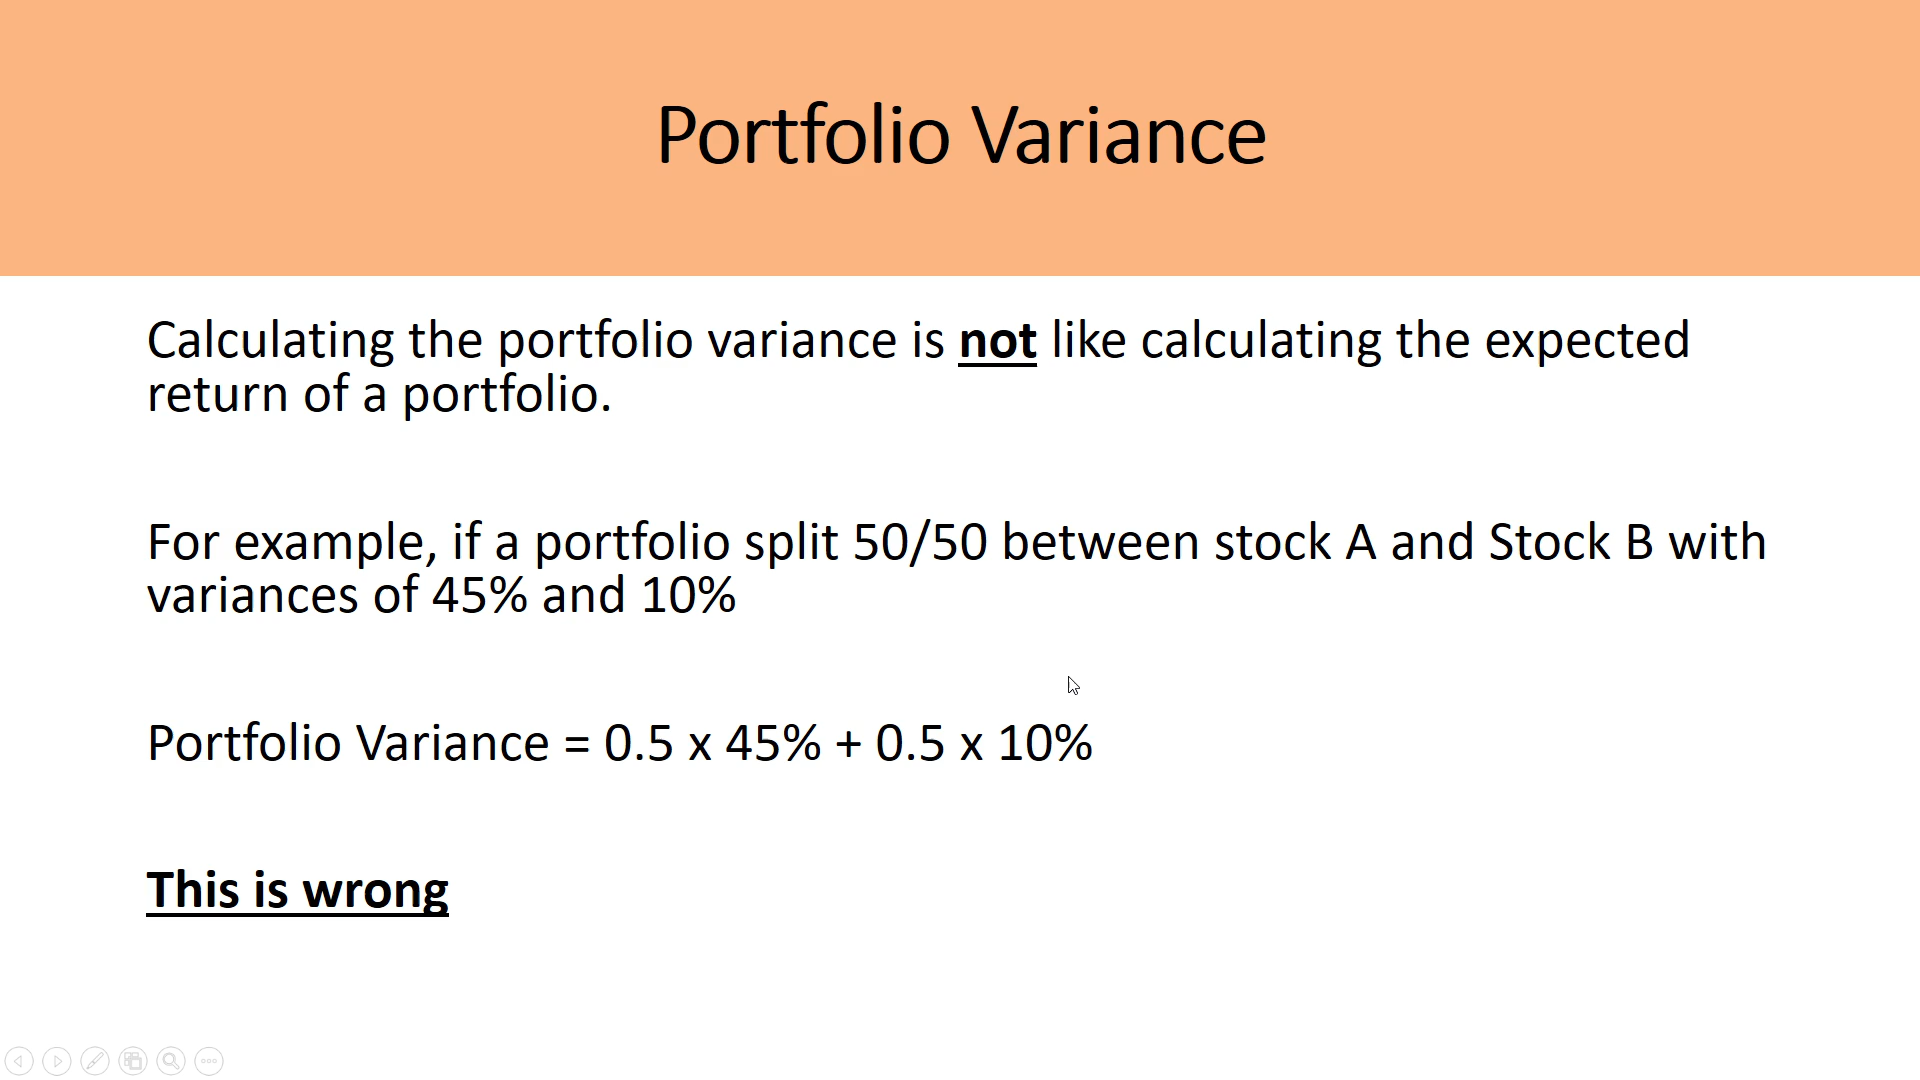 Portfolio Variance
Calculating the portfolio variance is not like calculating the expected
return of a portfolio.
For example, if a portfolio split 50/50 between stock A and Stock B with
variances of 45% and 10%
Portfolio Variance = 0.5 x 45% + 0.5 x 10%
This is wrong